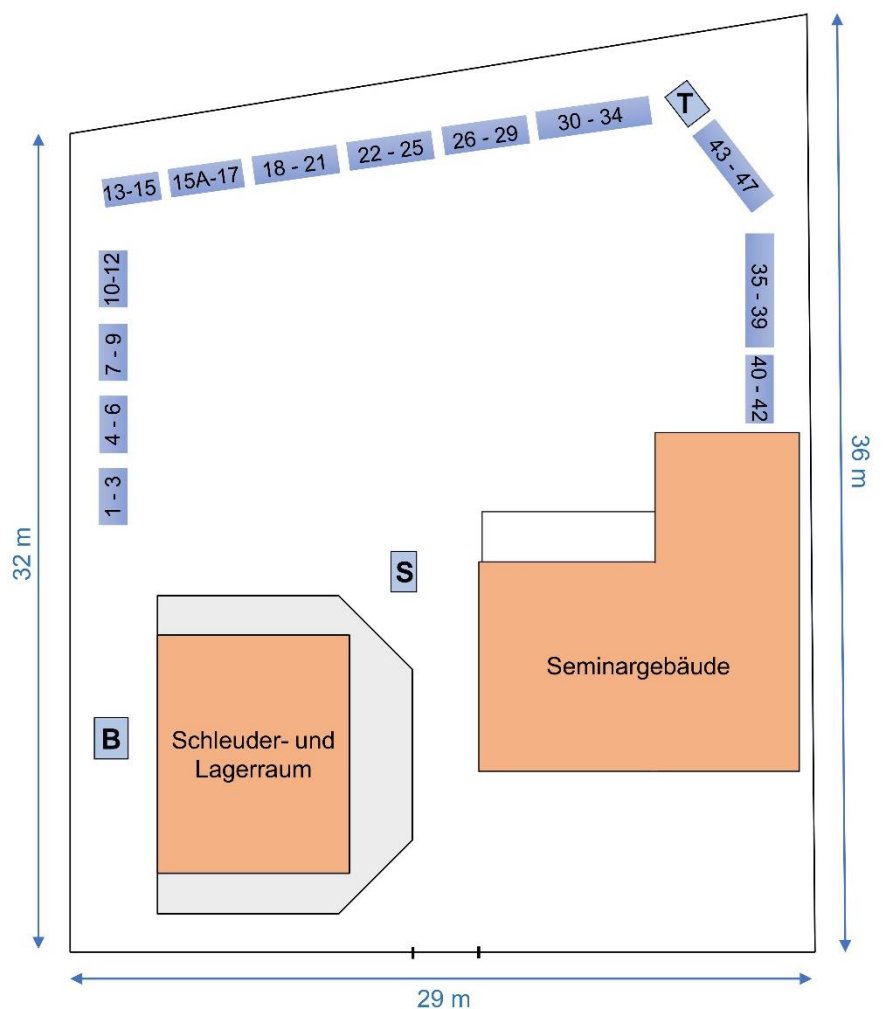 T
30 - 34
26 - 29
22 - 25
18 - 21
15A-17
13-15
43 - 47
10-12
7 - 9
4 - 6
1 - 3
35 - 39
40 - 42
32 m
36 m
S
B
Schleuder- und
Lagerraum
Seminargebäude
29 m